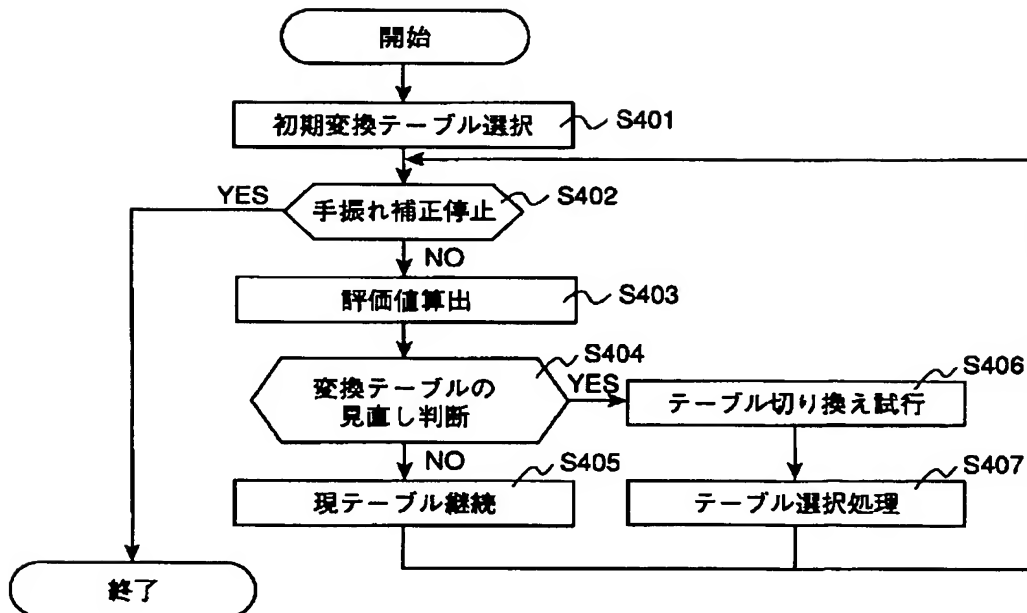 開始
初期変換テーブル選択
S401
YES
手振れ補正停止
S402
NO
評価値算出
S403
変換テーブルの
見直し判断
S404
YES
テーブル切り換え試行
S406
NO
現テーブル継続
S405
テーブル選択処理
S407
終了